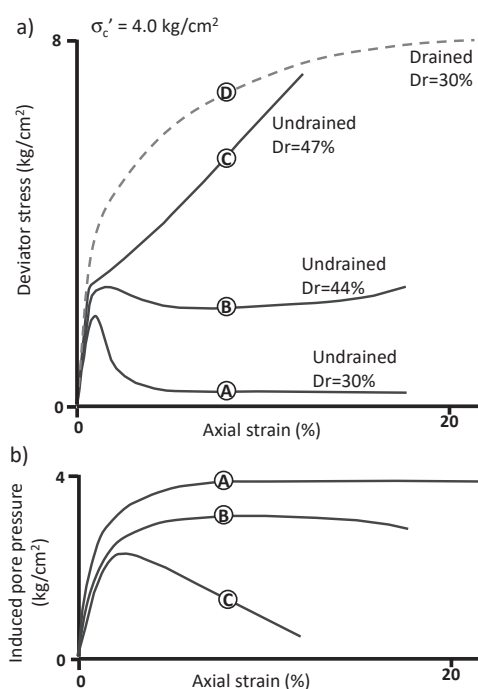 a)
σc' = 4.0 kg/cm²
8
Deviator stress (kg/cm²)
D
Drained
Dr=30%
Undrained
Dr=47%
C
Undrained
Dr=44%
B
Undrained
Dr=30%
A
0
0
Axial strain (%)
20
b)
4
Induced pore pressure
(kg/cm²)
A
B
C
0
0
Axial strain (%)
20